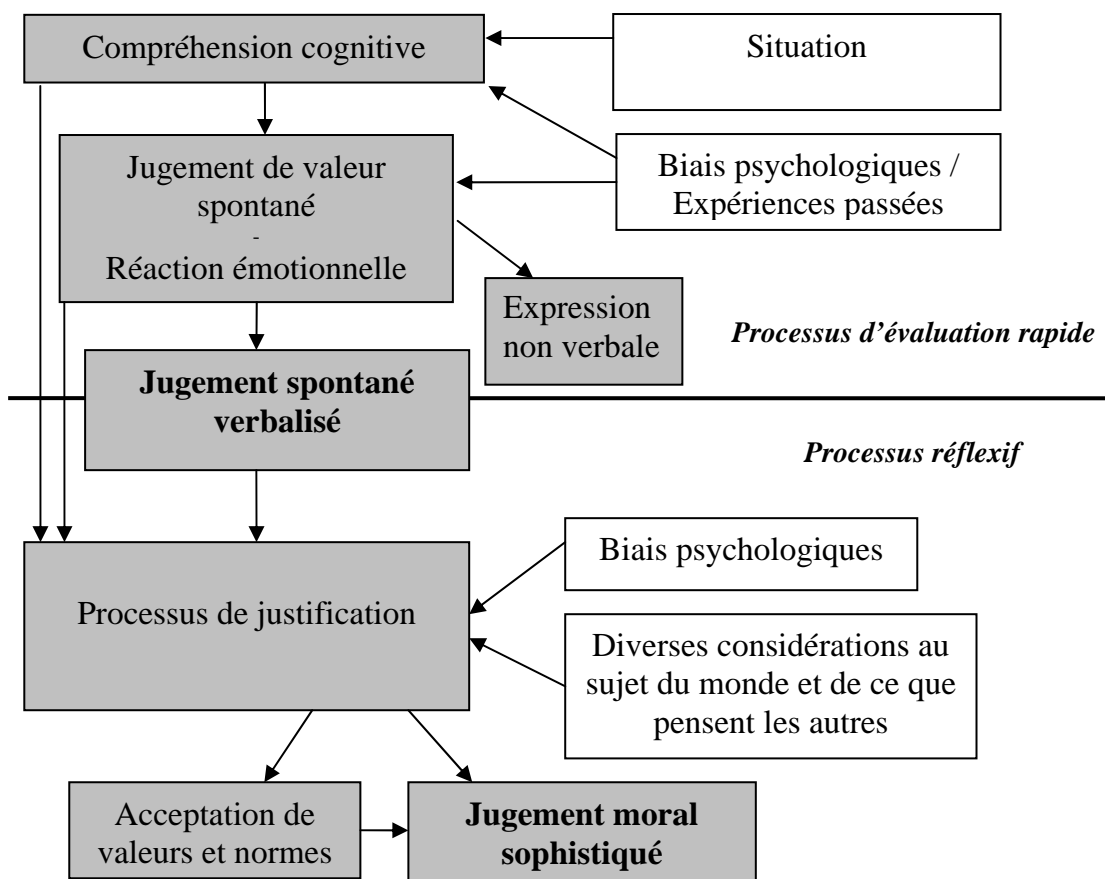 Compréhension cognitive
Situation
Jugement de valeur
spontané
-
Réaction émotionnelle
Biais psychologiques /
Expériences passées
Expression
non verbale
Processus d'évaluation rapide
Jugement spontané
verbalisé
Processus réflexif
Processus de justification
Biais psychologiques
Diverses considérations au
sujet du monde et de ce que
pensent les autres
Acceptation de
valeurs et normes
Jugement moral
sophistiqué